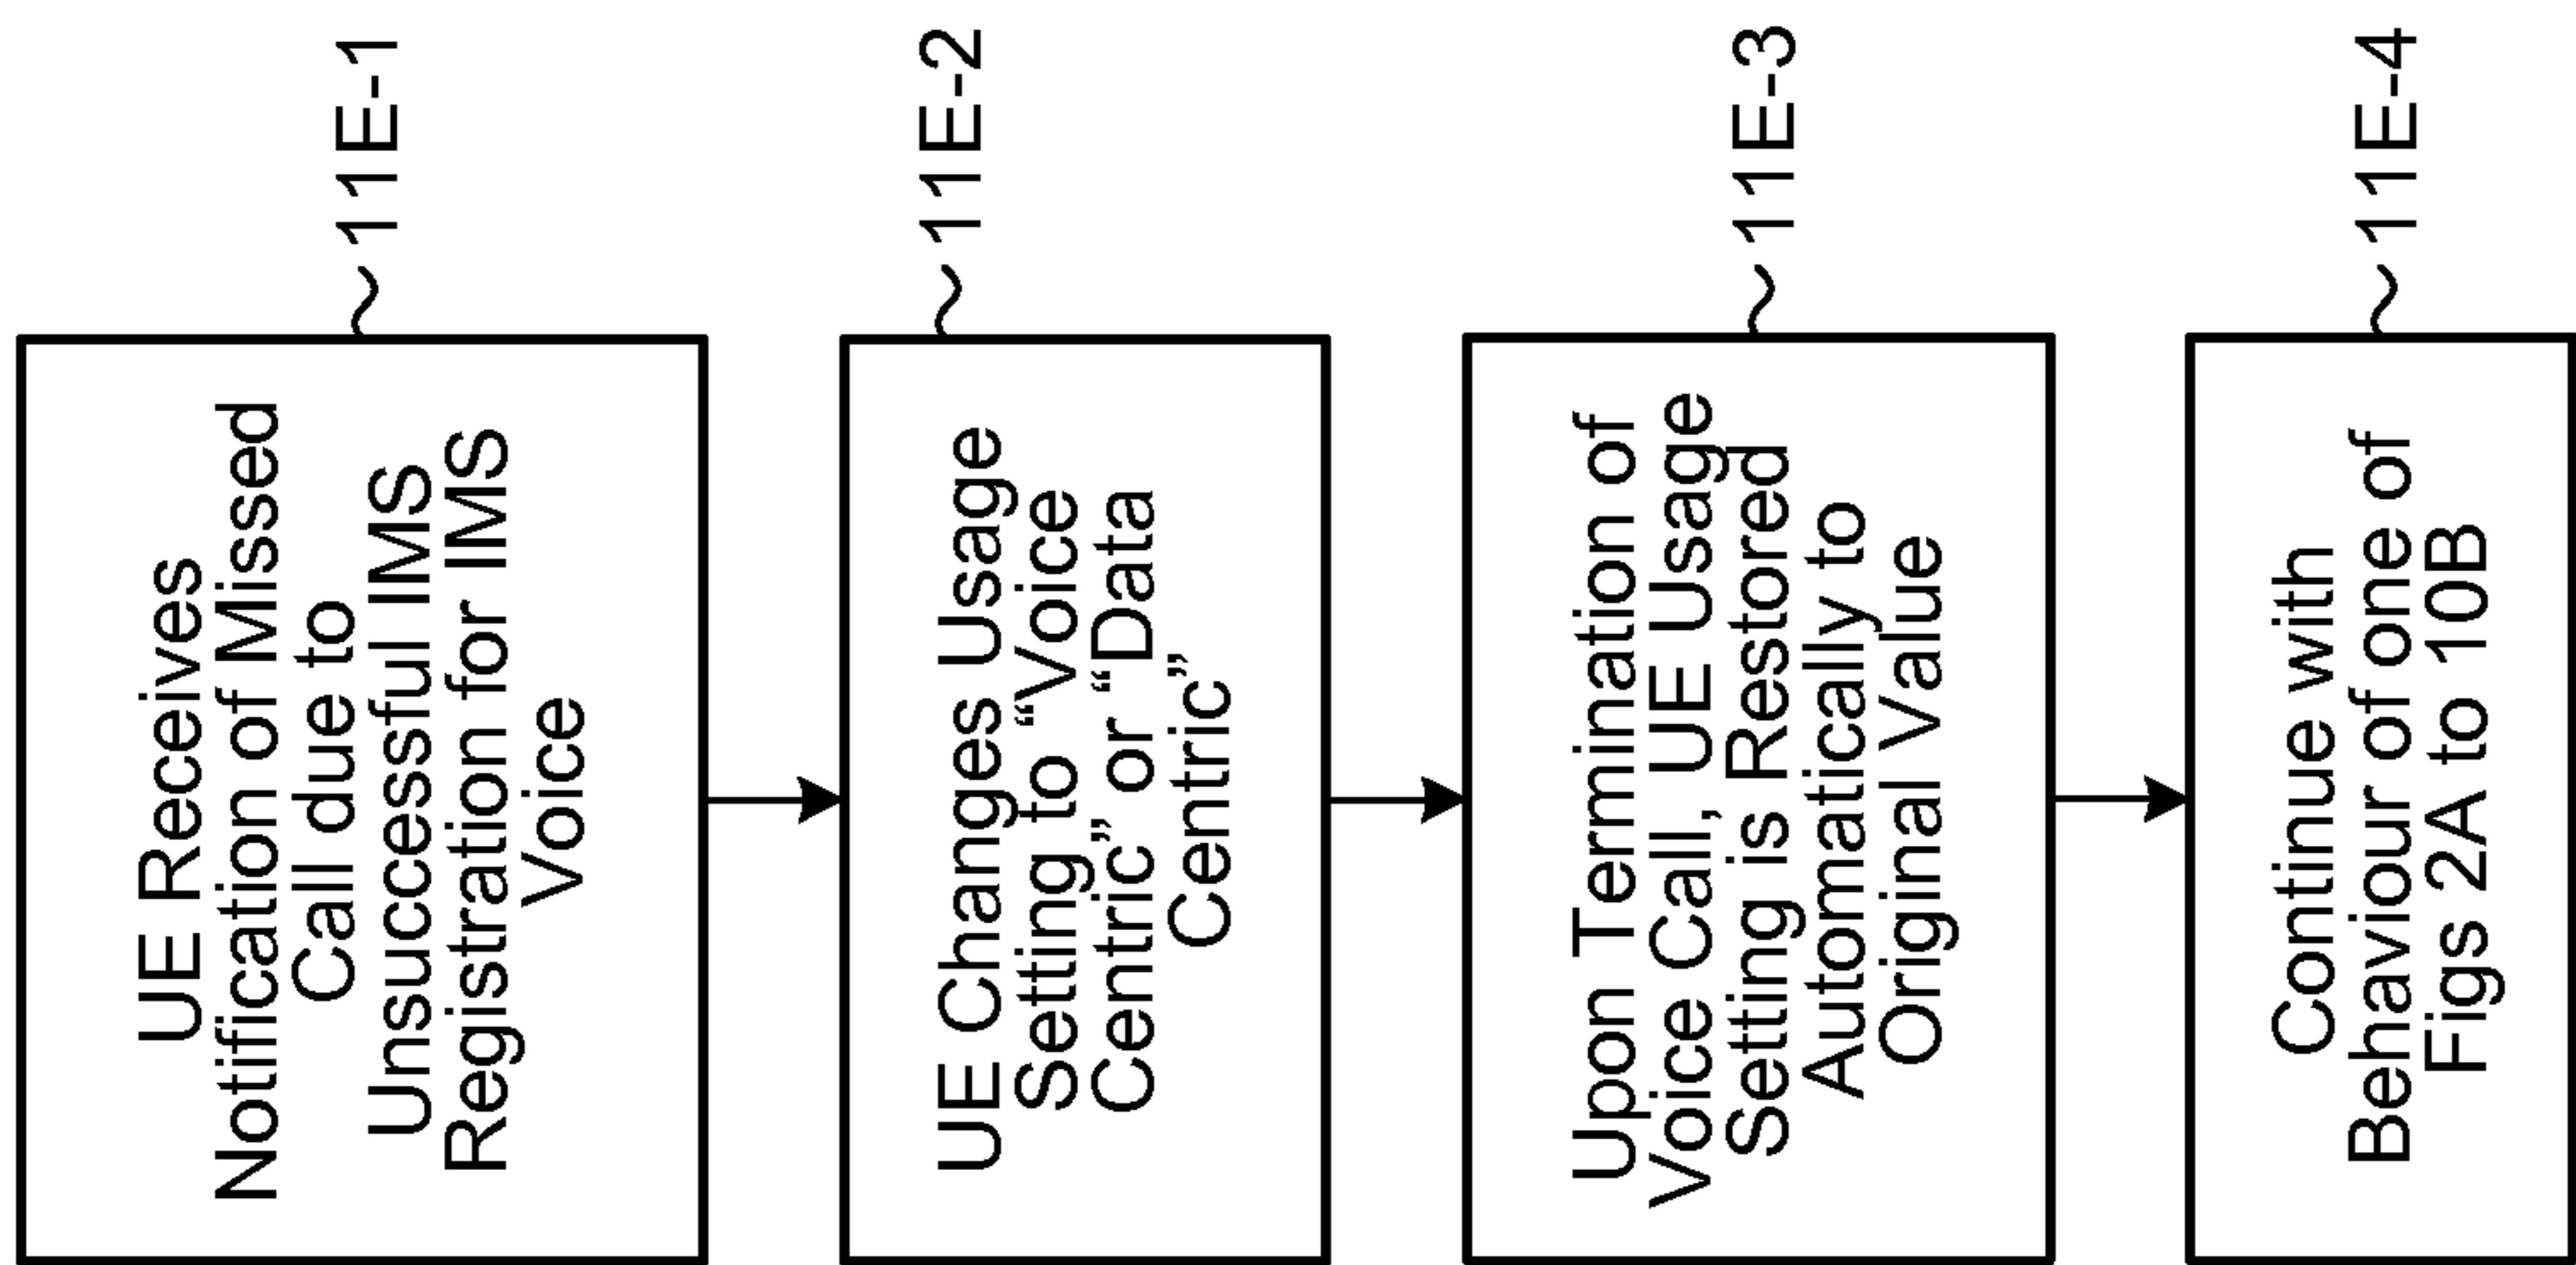 UE Receives
Notification of Missed
Call due to
Unsuccessful IMS
Registration for IMS
Voice
11E-1
UE Changes Usage
Setting to “Voice
Centric” or “Data
Centric”
11E-2
Upon Termination of
Voice Call, UE Usage
Setting is Restored
Automatically to
Original Value
11E-3
Continue with
Behaviour of one of
Figs 2A to 10B
11E-4